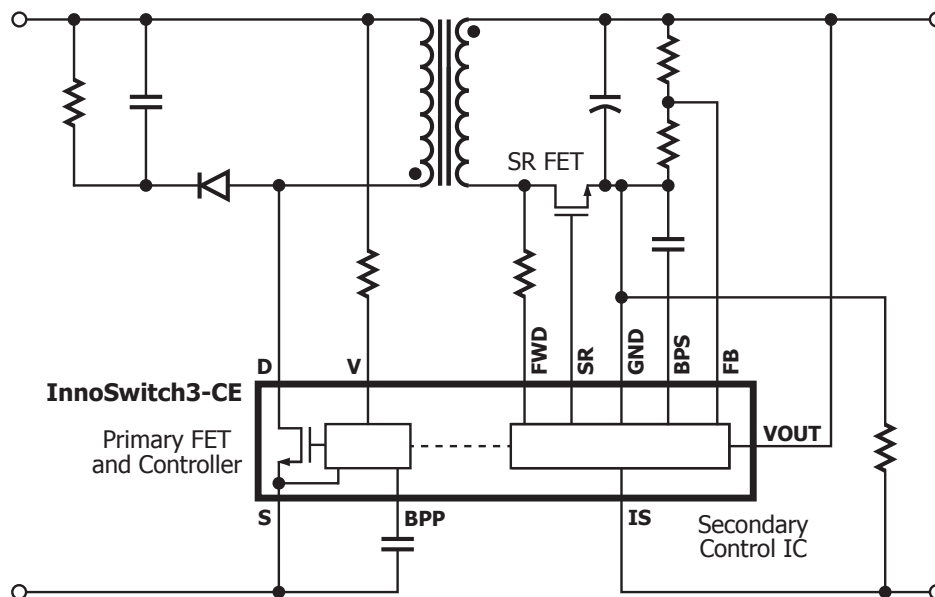 SR FET
D
V
FWD
SR
GND
BPS
FB
InnoSwitch3-CE
Primary FET
and Controller
VOUT
S
BPP
IS
Secondary
Control IC